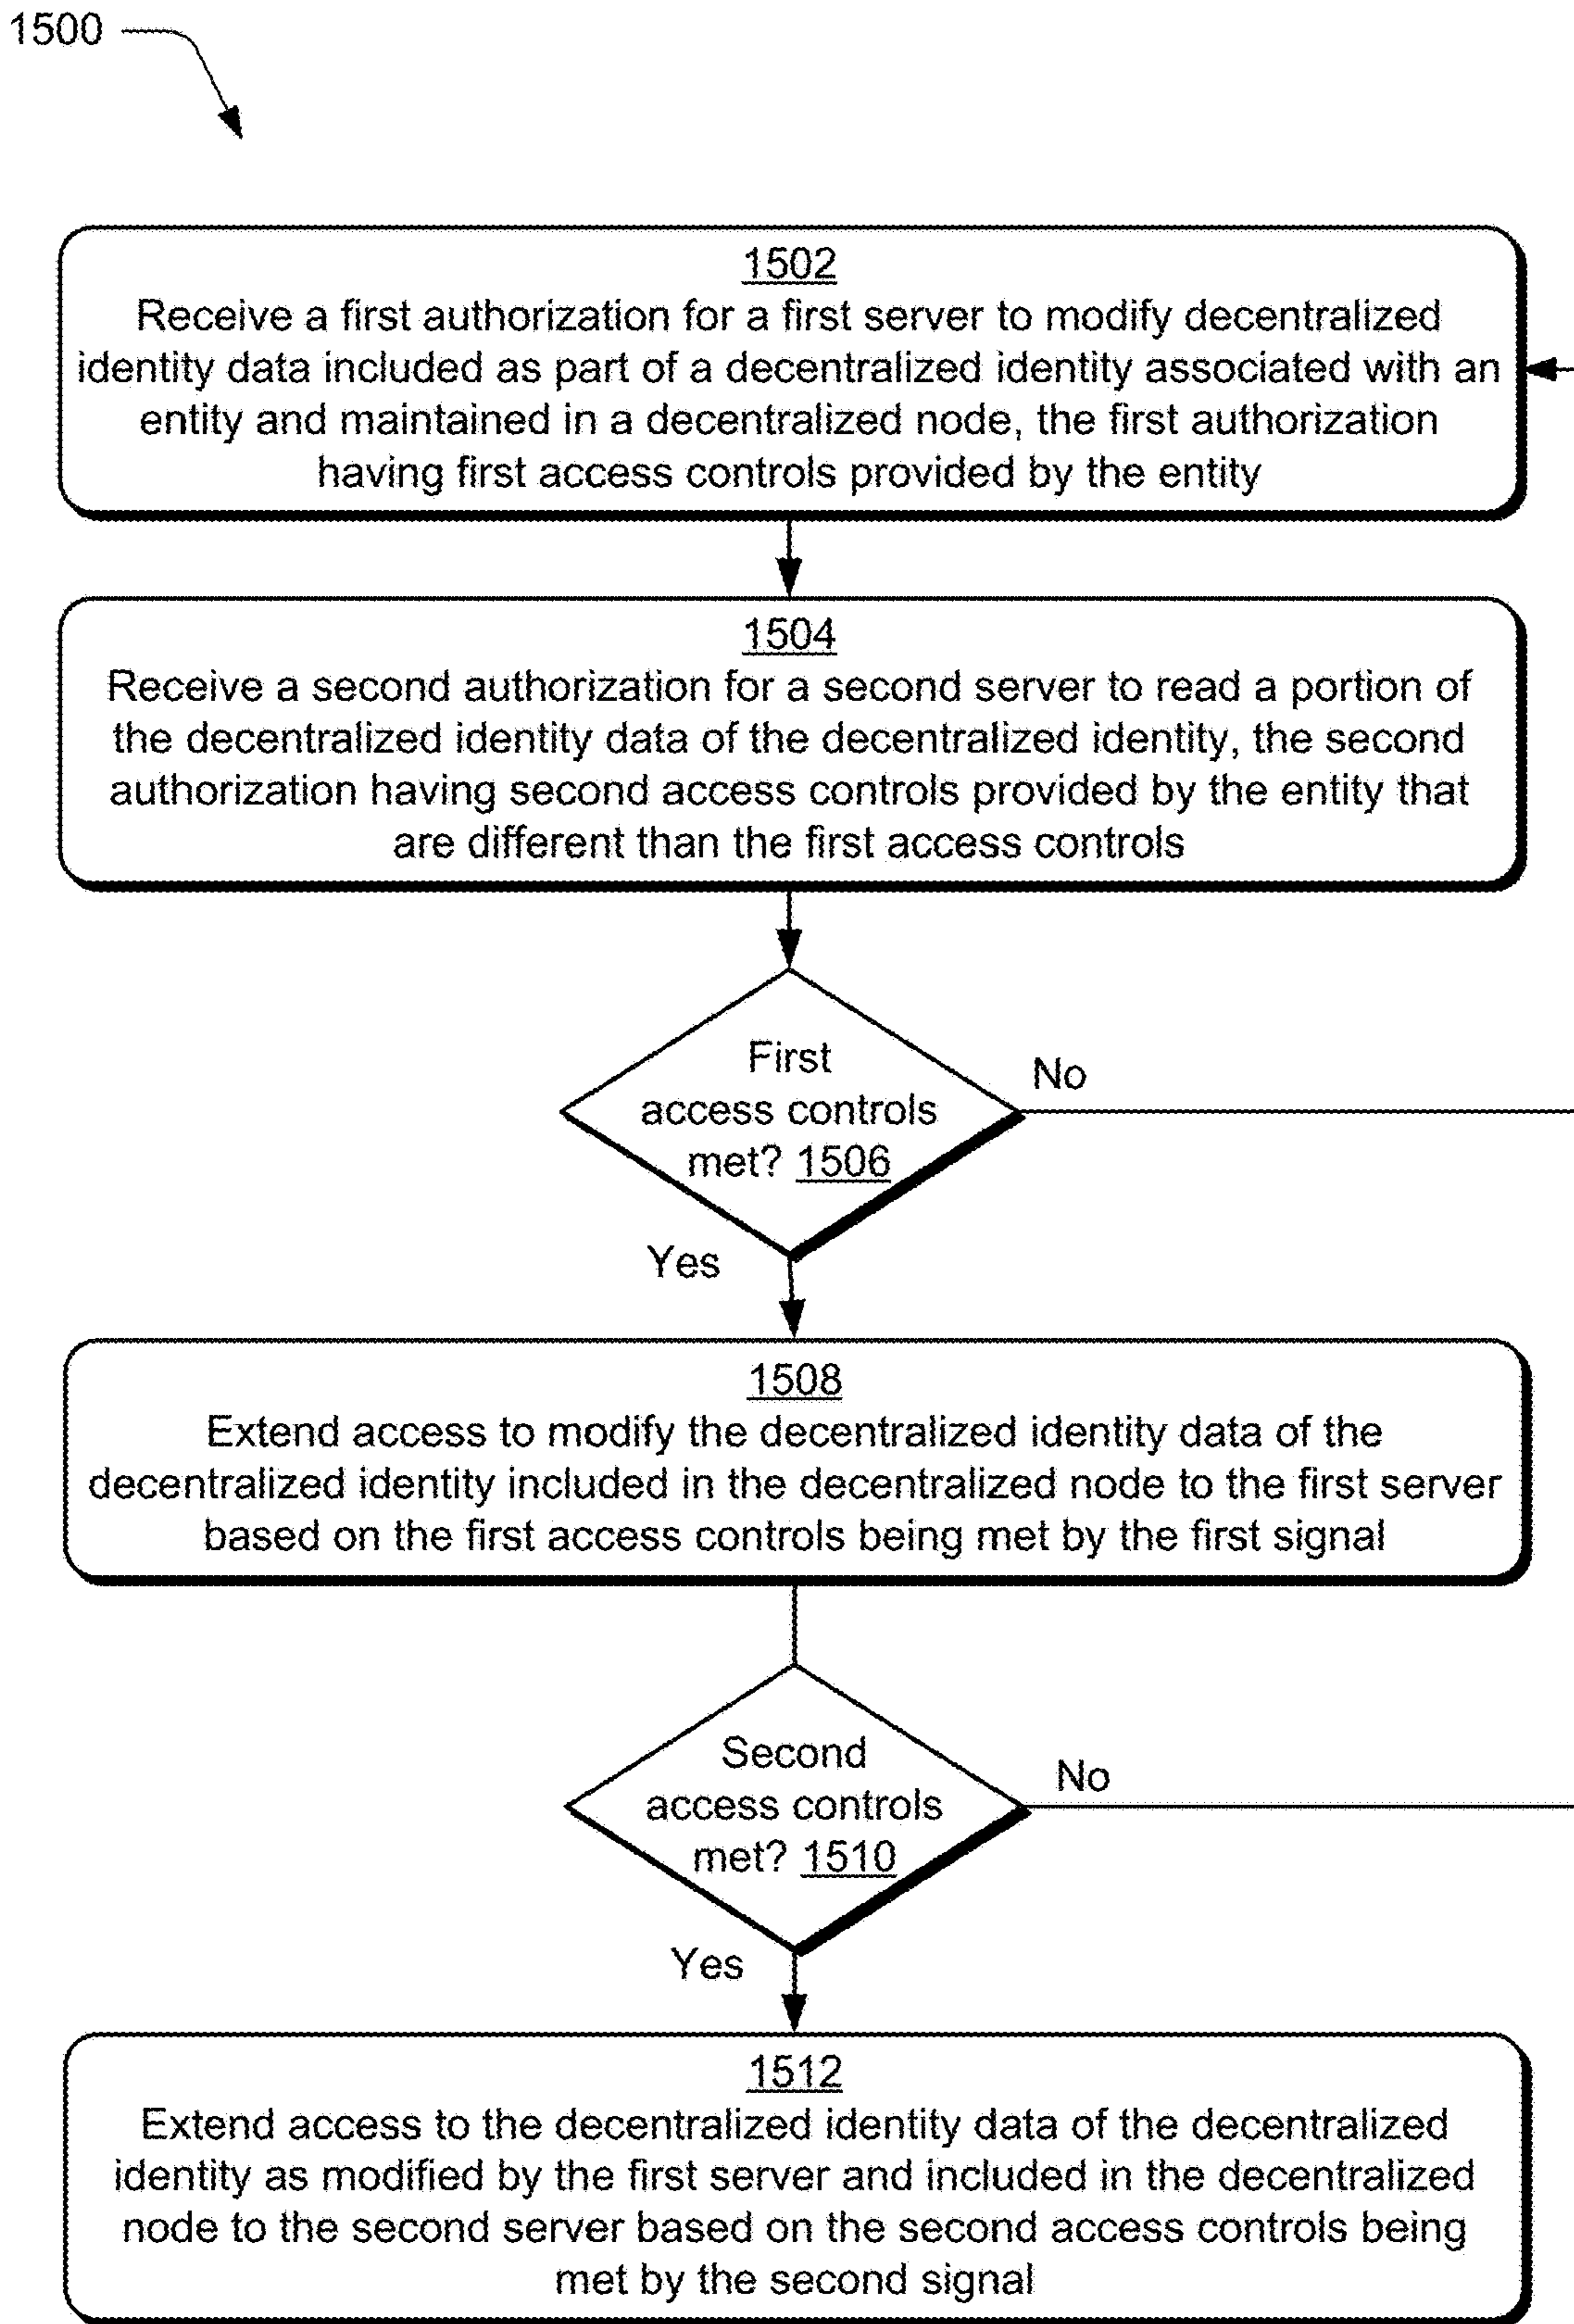 1500
1502
Receive a first authorization for a first server to modify decentralized
identity data included as part of a decentralized identity associated with an
entity and maintained in a decentralized node, the first authorization
having first access controls provided by the entity
1504
Receive a second authorization for a second server to read a portion of
the decentralized identity data of the decentralized identity, the second
authorization having second access controls provided by the entity that
are different than the first access controls
First
access controls
met? 1506
No
Yes
1508
Extend access to modify the decentralized identity data of the
decentralized identity included in the decentralized node to the first server
based on the first access controls being met by the first signal
Second
access controls
met? 1510
No
Yes
1512
Extend access to the decentralized identity data of the decentralized
identity as modified by the first server and included in the decentralized
node to the second server based on the second access controls being
met by the second signal